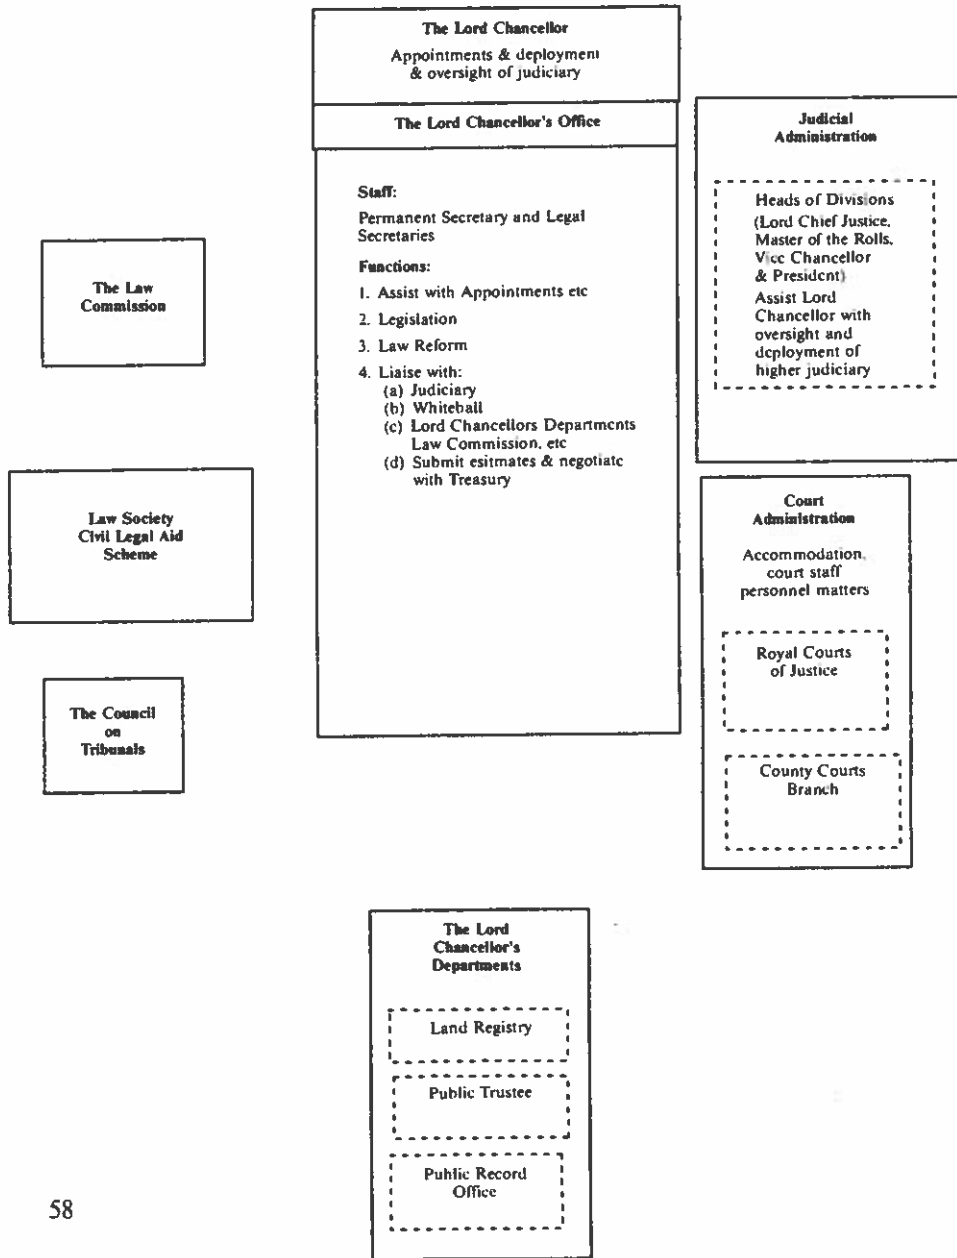 The Lord Chancellor
Appointments & deployment
& oversight of judiciary
The Lord Chancellor's Office
Staff:
Permanent Secretary and Legal
Secretaries
Functions:
1. Assist with Appointments etc
2. Legislation
3. Law Reform
4. Liaise with:
(a) Judiciary
(b) Whitehall
(c) Lord Chancellors Departments
Law Commission, etc
(d) Submit esitmates & negotiate
with Treasury
Judicial
Administration
Heads of Divisions
(Lord Chief Justice,
Master of the Rolls,
Vice Chancellor
& President)
Assist Lord
Chancellor with
oversight and
deployment of
higher judiciary
The Law
Commission
Law Society
Civil Legal Aid
Scheme
The Council
on
Tribunals
Court
Administration
Accommodation,
court staff
personnel matters
Royal Courts
of Justice
County Courts
Branch
The Lord
Chancellor's
Departments
Land Registry
Public Trustee
Public Record
Office
58